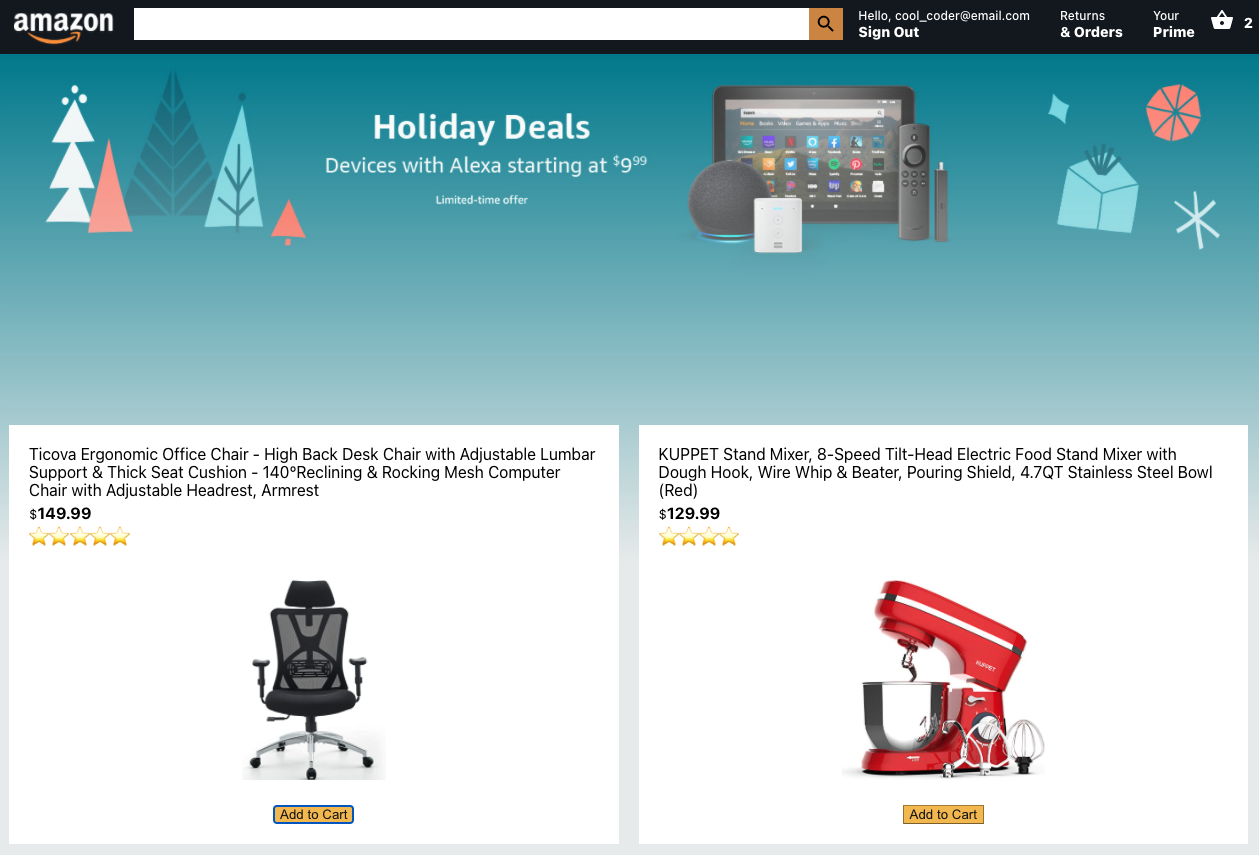 amazon
Hello, cool_coder@email.com
Sign Out
Returns
& Orders
Your
Prime
2
Holiday Deals
Devices with Alexa starting at $9⁹⁹
Limited-time offer
Ticova Ergonomic Office Chair - High Back Desk Chair with Adjustable Lumbar
Support & Thick Seat Cushion - 140°Reclining & Rocking Mesh Computer
Chair with Adjustable Headrest, Armrest
$149.99
KUPPET Stand Mixer, 8-Speed Tilt-Head Electric Food Stand Mixer with
Dough Hook, Wire Whip & Beater, Pouring Shield, 4.7QT Stainless Steel Bowl
(Red)
$129.99
KUPPET
Add to Cart
Add to Cart